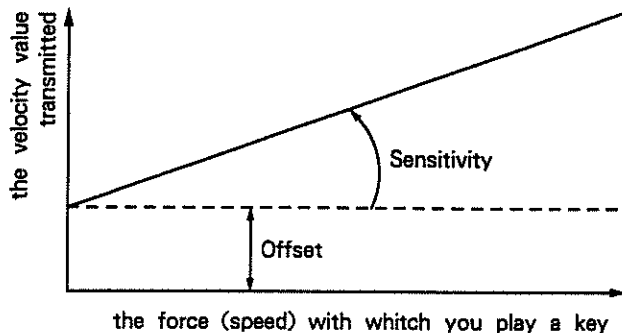 the velocity value
transmitted
Sensitivity
Offset
the force (speed) with whitch you play a key